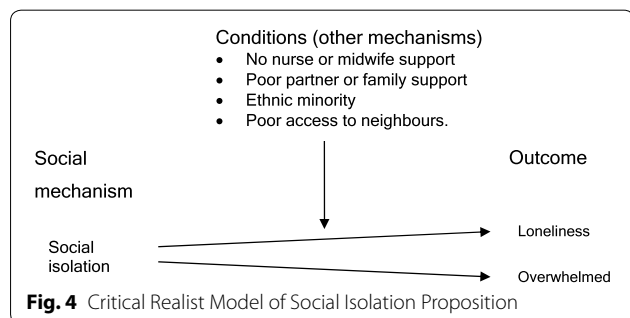 Conditions (other mechanisms)
• No nurse or midwife support
• Poor partner or family support
• Ethnic minority
• Poor access to neighbours.
Social
mechanism
Outcome
Social
isolation
Loneliness
Overwhelmed
Fig. 4 Critical Realist Model of Social Isolation Proposition